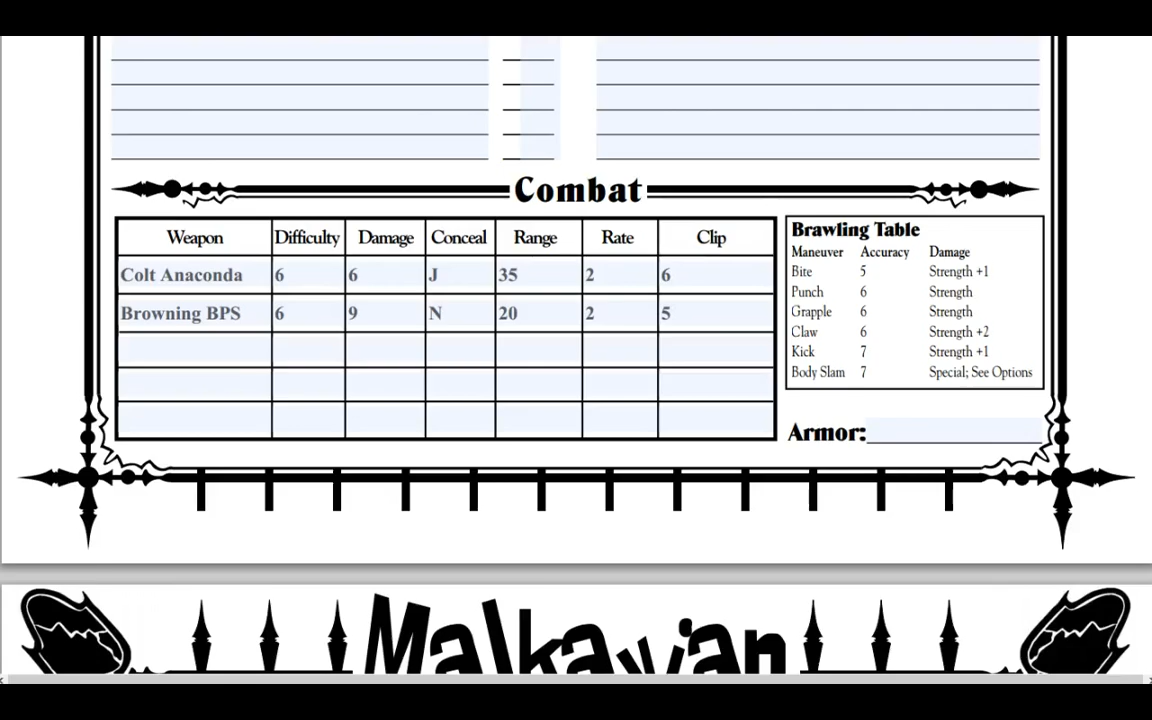 Combat
Weapon Difficulty Damage Conceal Range Rate Clip
Colt Anaconda 6 6 J 35 2 6
Browning BPS 6 9 N 20 2 5
Brawling Table
Maneuver Accuracy Damage
Bite 5 Strength +1
Punch 6 Strength
Grapple 6 Strength
Claw 6 Strength +2
Kick 7 Strength +1
Body Slam 7 Special; See Options
Armor:
Malkavian